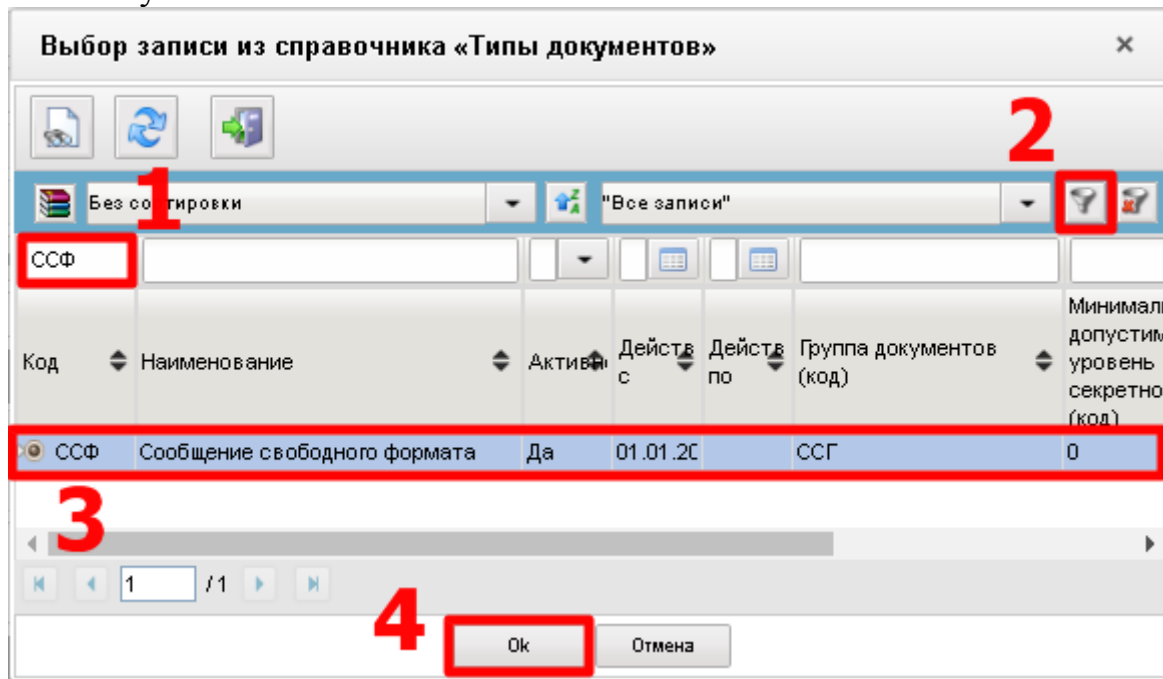 Выбор записи из справочника «Типы документов»
2
1
Без сортировки "Все записи"
ССФ
Код Наименование Активн Действ с Действ по Группа документов (код) Минимал допустим уровень секретно (код)
ССФ Сообщение свободного формата Да 01.01.20 ССГ 0
3
1 / 1
4
Ok Отмена